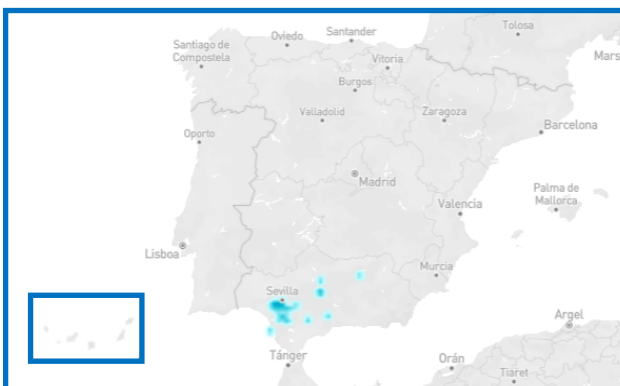 Tolosa
Oviedo
Santander
Santiago de
Compostela
Vitoria
Mars
Burgos
Valladolid
Zaragoza
Barcelona
Oporto
Madrid
Palma de
Mallorca
Valencia
Lisboa
Murcia
Sevilla
Argel
Tánger
Orán
Tiaret